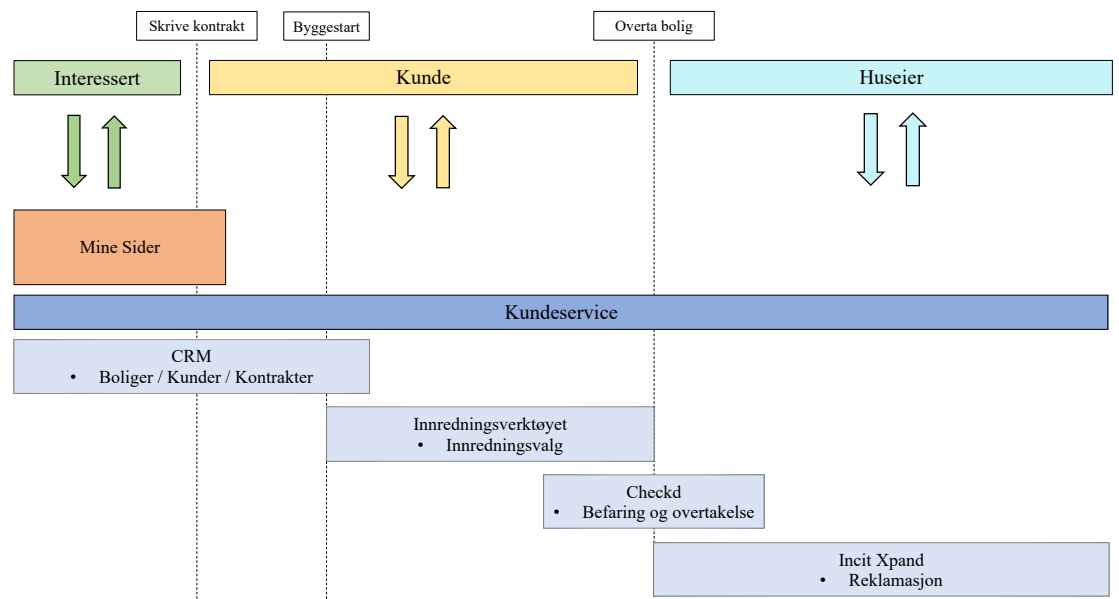 Skrive kontrakt
Byggestart
Overta bolig
Interessert
Kunde
Huseier
Mine Sider
Kundeservice
CRM
• Boliger / Kunder / Kontrakter
Innredningsverktøyet
• Innredningsvalg
Checkd
• Befaring og overtakelse
Incit Xpand
• Reklamasjon